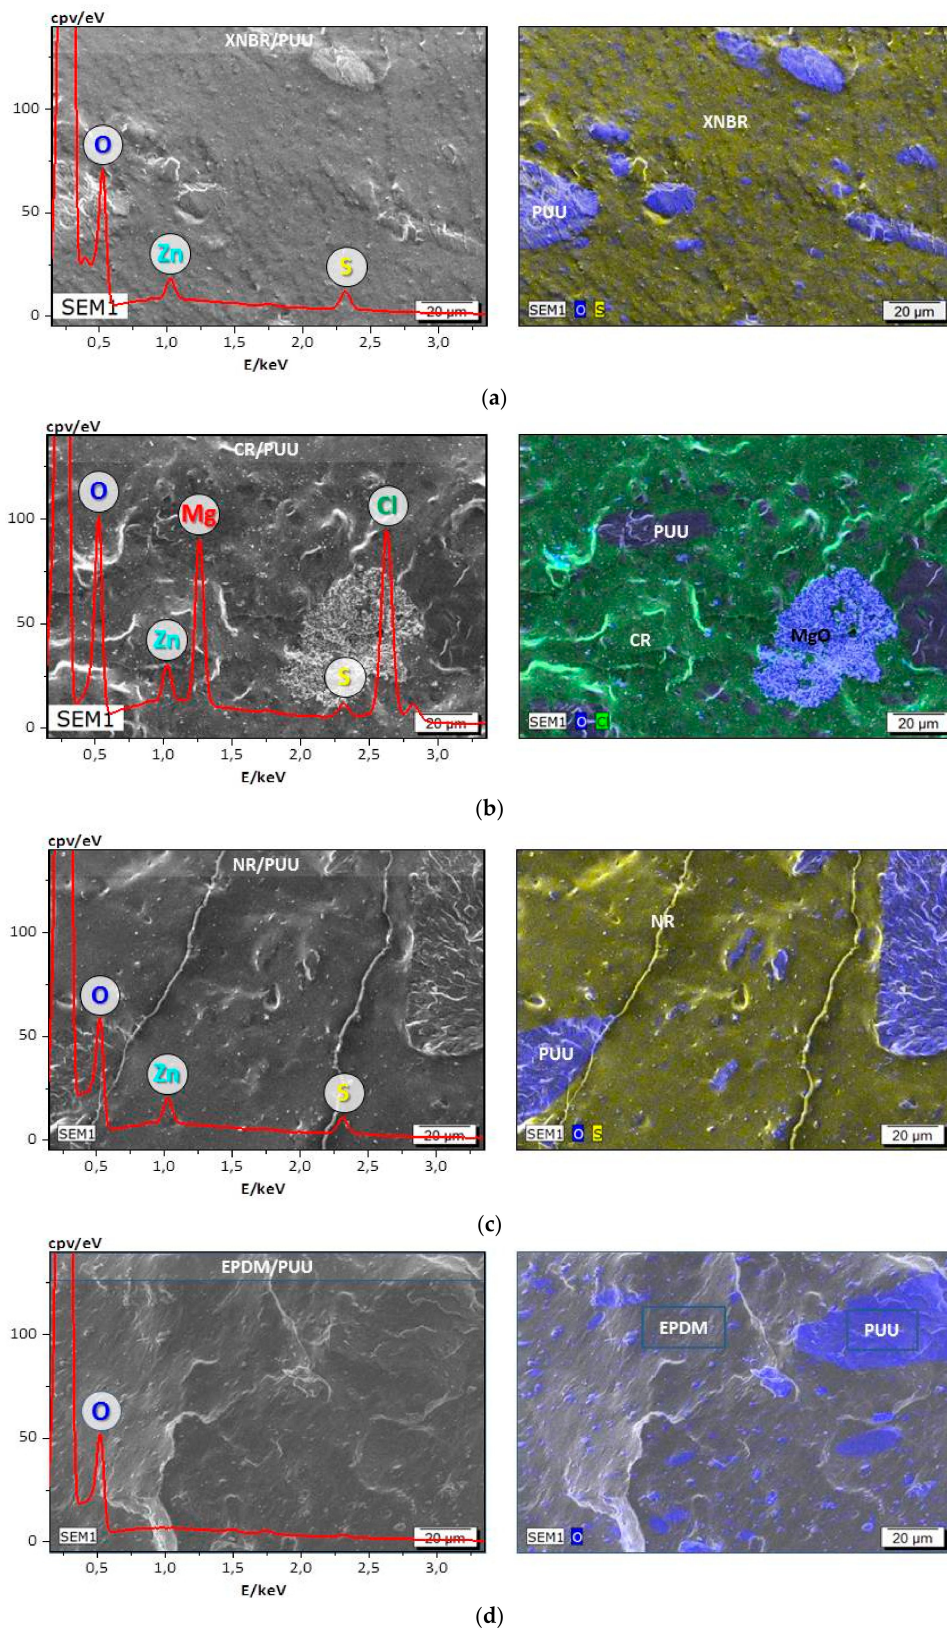 cpv/eV
XNBR/PUU
100
50
0
O
Zn
S
SEM1
20 µm
0,5 1,0 1,5 2,0 2,5 3,0
E/keV
XNBR
PUU
SEM1 O S
20 µm
(a)
cpv/eV
CR/PUU
100
50
0
O
Mg
Cl
Zn
S
SEM1
20 µm
0,5 1,0 1,5 2,0 2,5 3,0
E/keV
PUU
MgO
CR
SEM1 O Cl
20 µm
(b)
cpv/eV
NR/PUU
100
50
0
O
Zn
S
SEM1
20 µm
0,5 1,0 1,5 2,0 2,5 3,0
E/keV
NR
PUU
SEM1 O S
20 µm
(c)
cpv/eV
EPDM/PUU
100
50
0
O
SEM1
20 µm
0,5 1,0 1,5 2,0 2,5 3,0
E/keV
EPDM
PUU
SEM1 O
20 µm
(d)